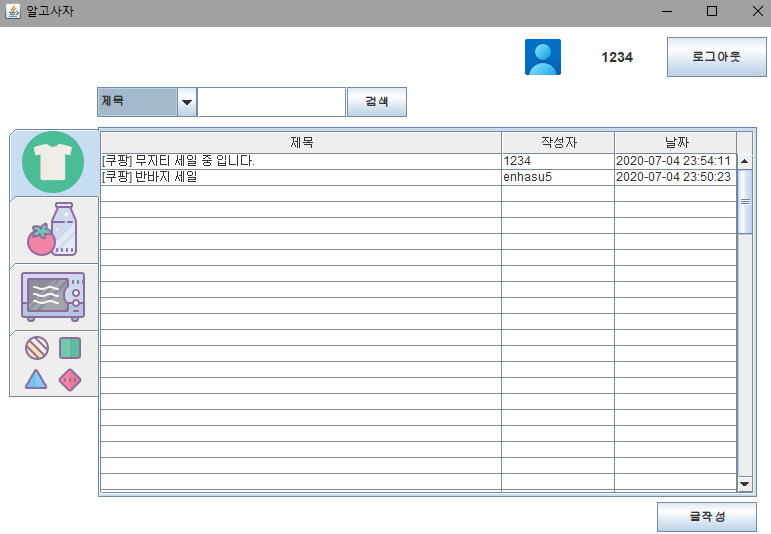 알고사자
1234
로그아웃
제목
검색
제목 작성자 날짜
[쿠팡] 무지티 세일 중 입니다. 1234 2020-07-04 23:54:11
[쿠팡] 반바지 세일 enhasu5 2020-07-04 23:50:23
글작성